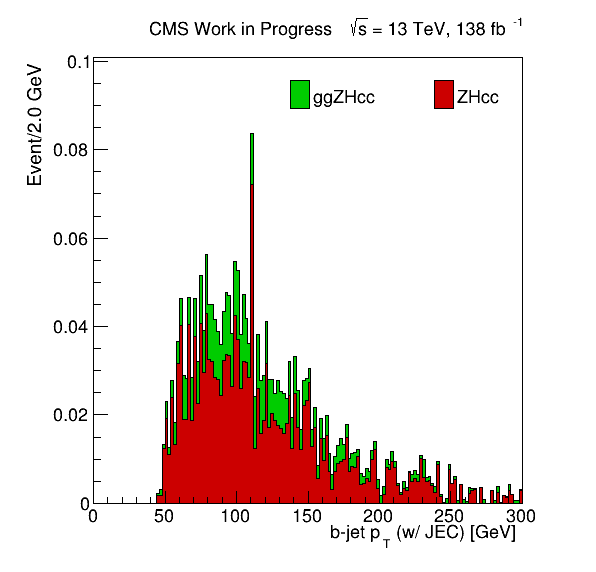 CMS Work in Progress √s = 13 TeV, 138 fb⁻¹
Event/2.0 GeV
0.1
0.08
0.06
0.04
0.02
0
ggZHcc ZHcc
0 50 100 150 200 250 300
b-jet p_T (w/ JEC) [GeV]